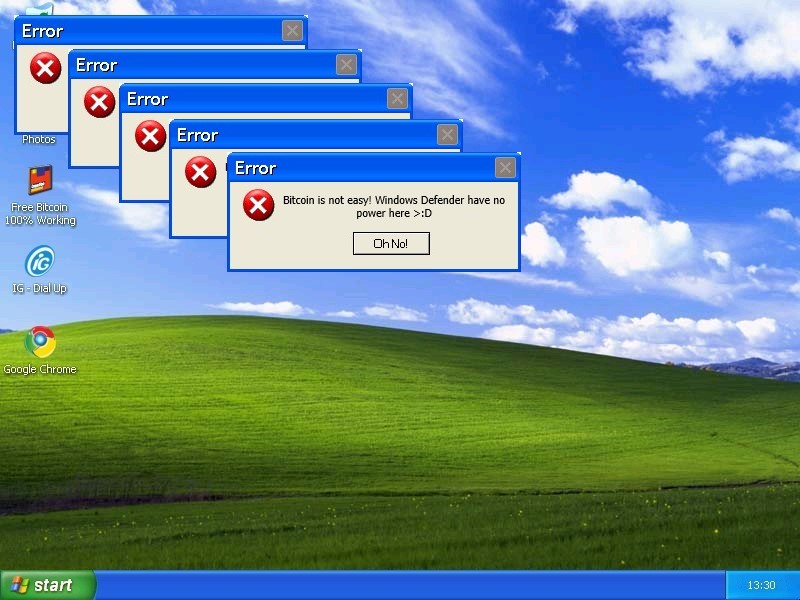 Error
Error
Error
Error
Error
Bitcoin is not easy! Windows Defender have no
power here >:D
Oh No!
Photos
Free Bitcoin
100% Working
iG
IG - Dial Up
Google Chrome
start
13:30